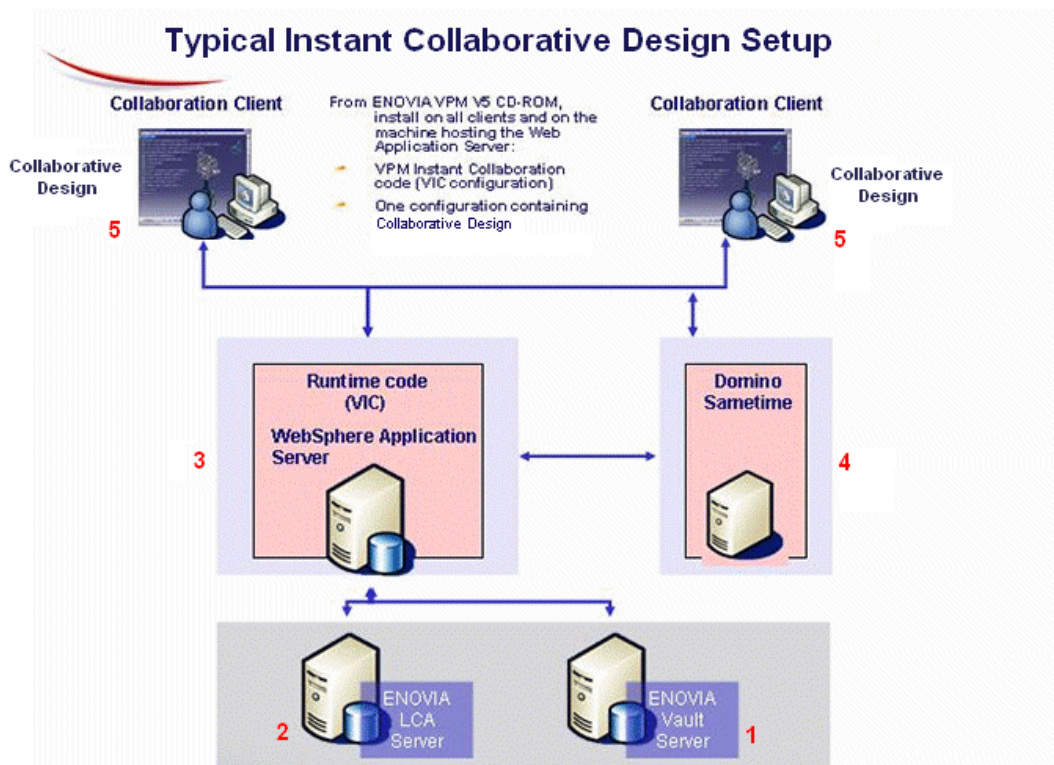 Typical Instant Collaborative Design Setup
Collaboration Client
From ENOVIA VPM V5 CD-ROM,
install on all clients and on the
machine hosting the Web
Application Server:
VPM Instant Collaboration
code (VIC configuration)
One configuration containing
Collaborative Design
Collaboration Client
Collaborative
Design
5
Collaborative
Design
5
Runtime code
(VIC)
WebSphere Application
Server
3
Domino
Sametime
4
ENOVIA
LCA
Server
2
ENOVIA
Vault
Server
1